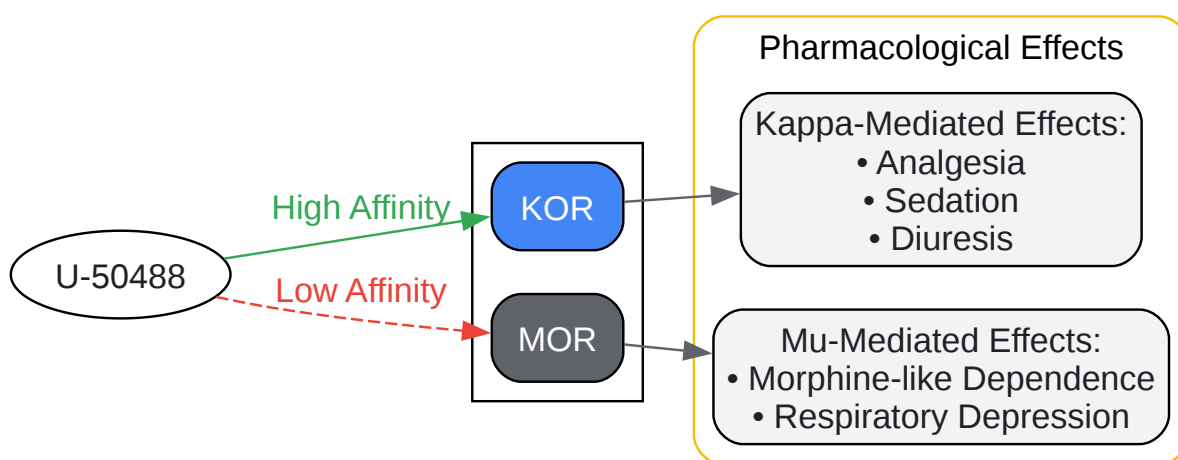 Pharmacological Effects
Kappa-Mediated Effects:
• Analgesia
• Sedation
• Diuresis
High Affinity
KOR
U-50488
Low Affinity
MOR
Mu-Mediated Effects:
• Morphine-like Dependence
• Respiratory Depression